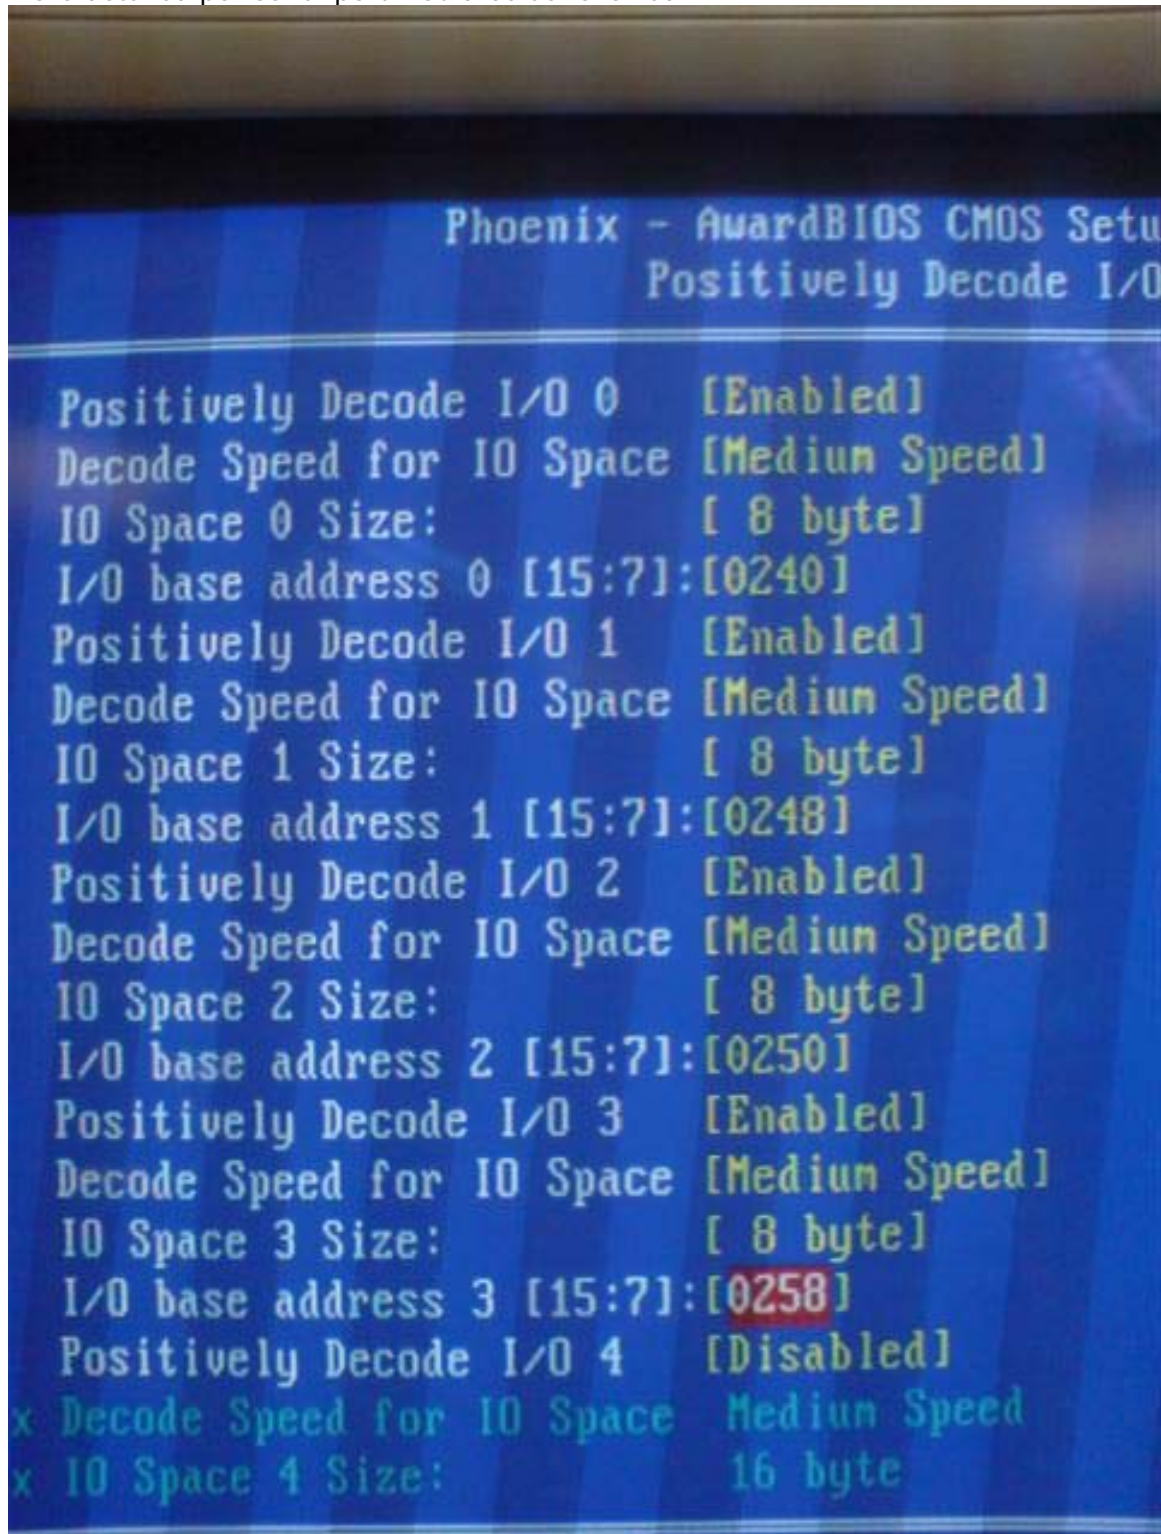 Phoenix - AwardBIOS CMOS Setu
Positively Decode I/O
Positively Decode I/O 0 [Enabled]
Decode Speed for IO Space [Medium Speed]
IO Space 0 Size: [ 8 byte]
I/O base address 0 [15:7]:[0240]
Positively Decode I/O 1 [Enabled]
Decode Speed for IO Space [Medium Speed]
IO Space 1 Size: [ 8 byte]
I/O base address 1 [15:7]:[0248]
Positively Decode I/O 2 [Enabled]
Decode Speed for IO Space [Medium Speed]
IO Space 2 Size: [ 8 byte]
I/O base address 2 [15:7]:[0250]
Positively Decode I/O 3 [Enabled]
Decode Speed for IO Space [Medium Speed]
IO Space 3 Size: [ 8 byte]
I/O base address 3 [15:7]:[0258]
Positively Decode I/O 4 [Disabled]
x Decode Speed for IO Space Medium Speed
x IO Space 4 Size: 16 byte